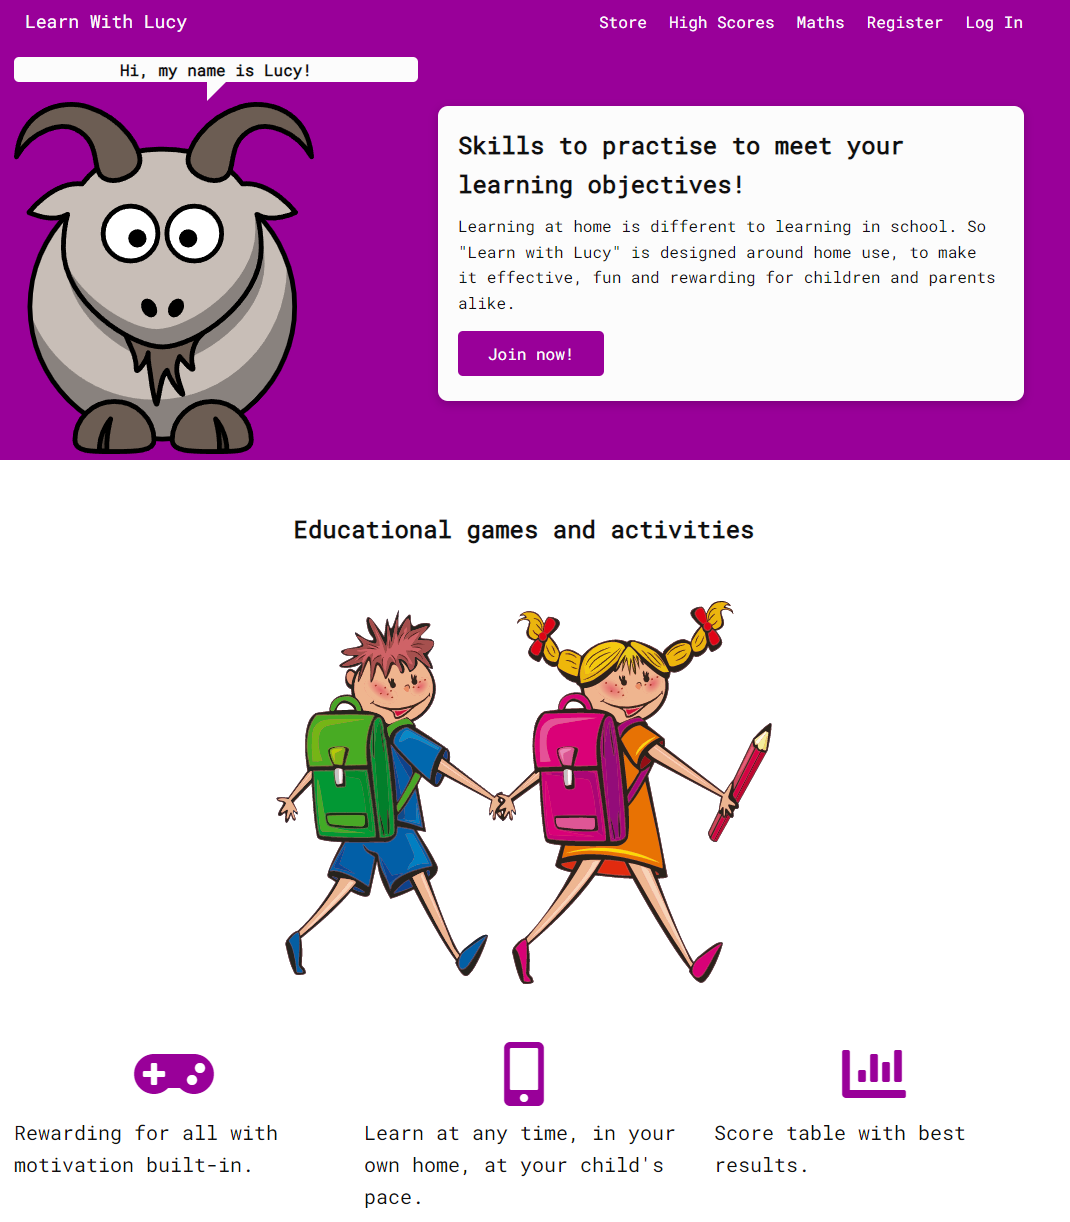 Learn With Lucy
Store High Scores Maths Register Log In
Hi, my name is Lucy!
Skills to practise to meet your
learning objectives!
Learning at home is different to learning in school. So
"Learn with Lucy" is designed around home use, to make
it effective, fun and rewarding for children and parents
alike.
Join now!
Educational games and activities
Rewarding for all with
motivation built-in.
Learn at any time, in your
own home, at your child's
pace.
Score table with best
results.